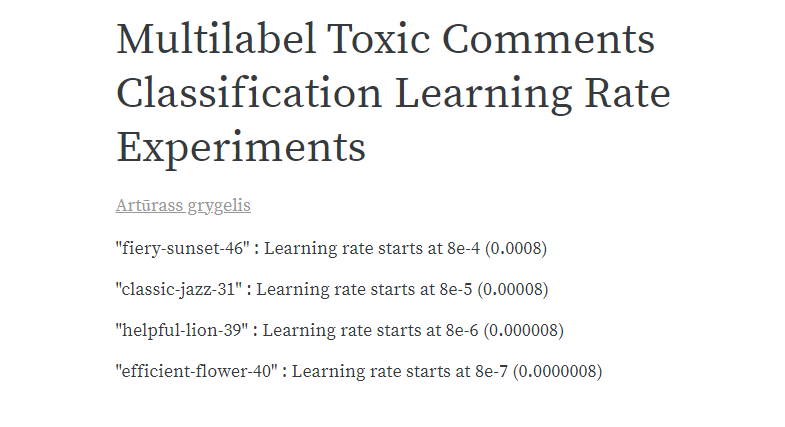 Multilabel Toxic Comments
Classification Learning Rate
Experiments
Artūrass grygelis
"fiery-sunset-46" : Learning rate starts at 8e-4 (0.0008)
"classic-jazz-31" : Learning rate starts at 8e-5 (0.00008)
"helpful-lion-39" : Learning rate starts at 8e-6 (0.000008)
"efficient-flower-40" : Learning rate starts at 8e-7 (0.0000008)